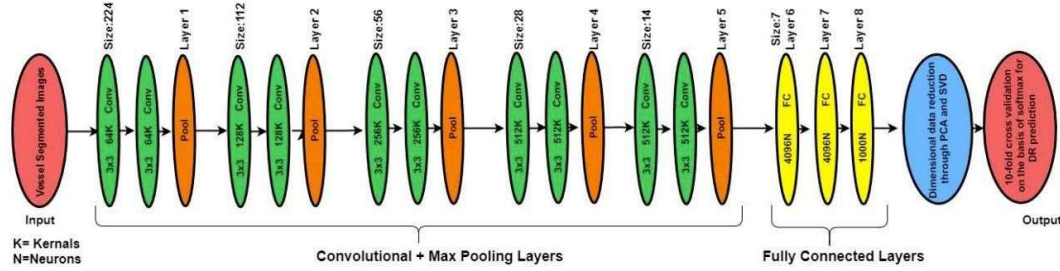 Vessel Segmented Images
Input
K= Kernals
N=Neurons
Size:224
3x3 64K Conv
3x3 64K Conv
Layer 1
Pool
Size:112
3x3 128K Conv
3x3 128K Conv
Layer 2
Pool
Size:56
3x3 256K Conv
3x3 256K Conv
Layer 3
Pool
Size:28
3x3 512K Conv
3x3 512K Conv
Layer 4
Pool
Size:14
3x3 512K Conv
3x3 512K Conv
Layer 5
Pool
Convolutional + Max Pooling Layers
Size:7
Layer 6
4096N FC
Layer 7
4096N FC
Layer 8
1000N FC
Fully Connected Layers
Dimensional data reduction
through PCA and SVD
10-fold cross validation
on the basis of softmax for
DR prediction
Output